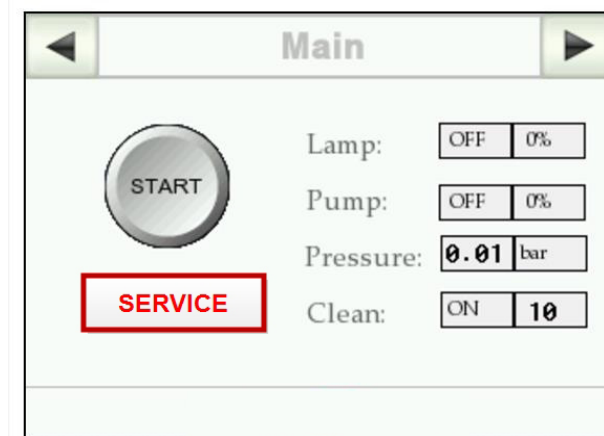 Main
START
SERVICE
Lamp: OFF 0%
Pump: OFF 0%
Pressure: 0.01 bar
Clean: ON 10